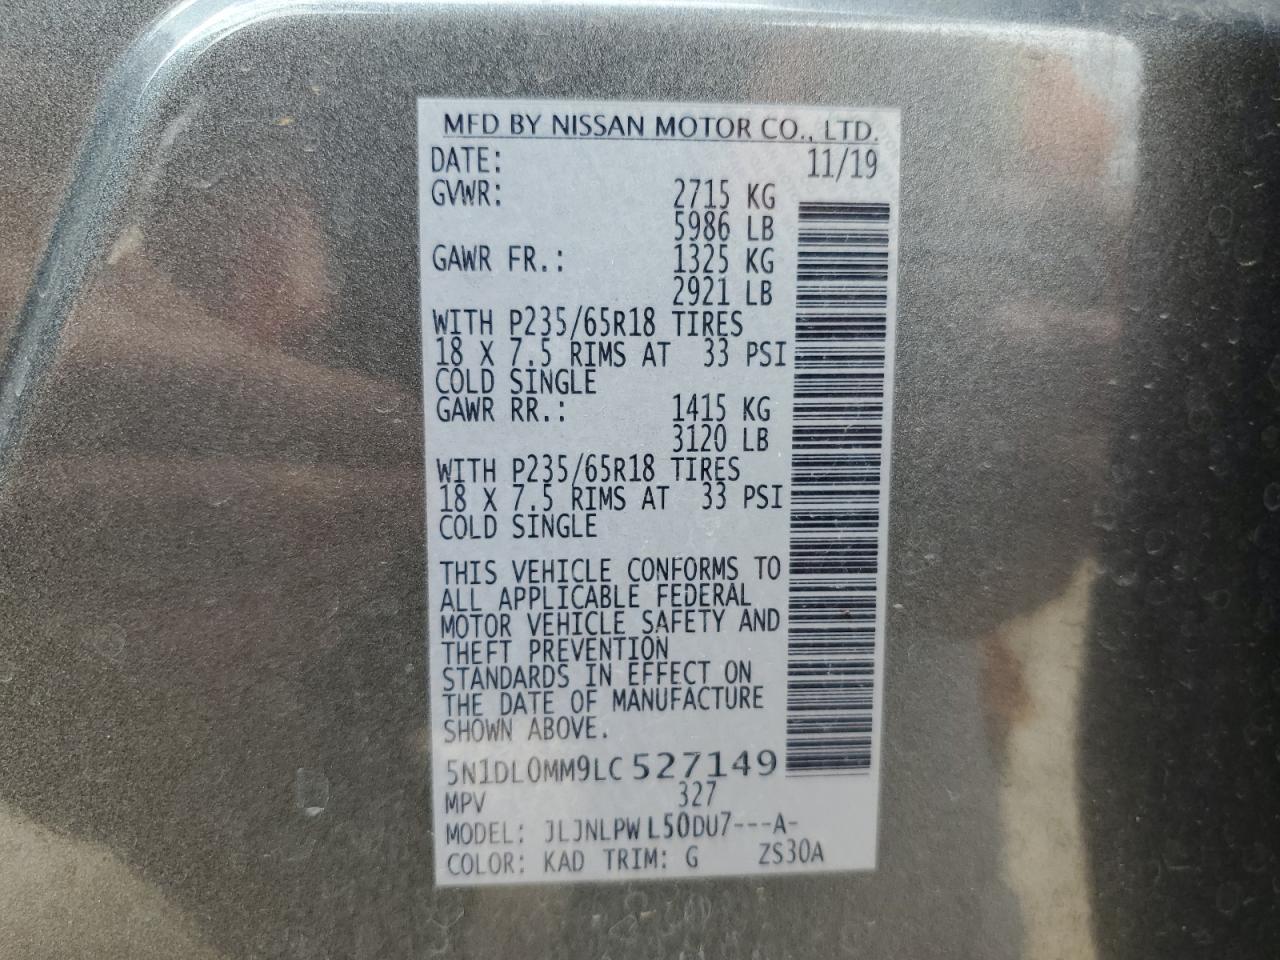 MFD BY NISSAN MOTOR CO., LTD.
DATE: 11/19
GVWR: 2715 KG
5986 LB
GAWR FR.: 1325 KG
2921 LB
WITH P235/65R18 TIRES
18 X 7.5 RIMS AT 33 PSI
COLD SINGLE
GAWR RR.: 1415 KG
3120 LB
WITH P235/65R18 TIRES
18 X 7.5 RIMS AT 33 PSI
COLD SINGLE
THIS VEHICLE CONFORMS TO
ALL APPLICABLE FEDERAL
MOTOR VEHICLE SAFETY AND
THEFT PREVENTION
STANDARDS IN EFFECT ON
THE DATE OF MANUFACTURE
SHOWN ABOVE.
5N1DL0MM9LC527149
MPV 327
MODEL: JLJNLPWL50DU7---A-
COLOR: KAD TRIM: G ZS30A